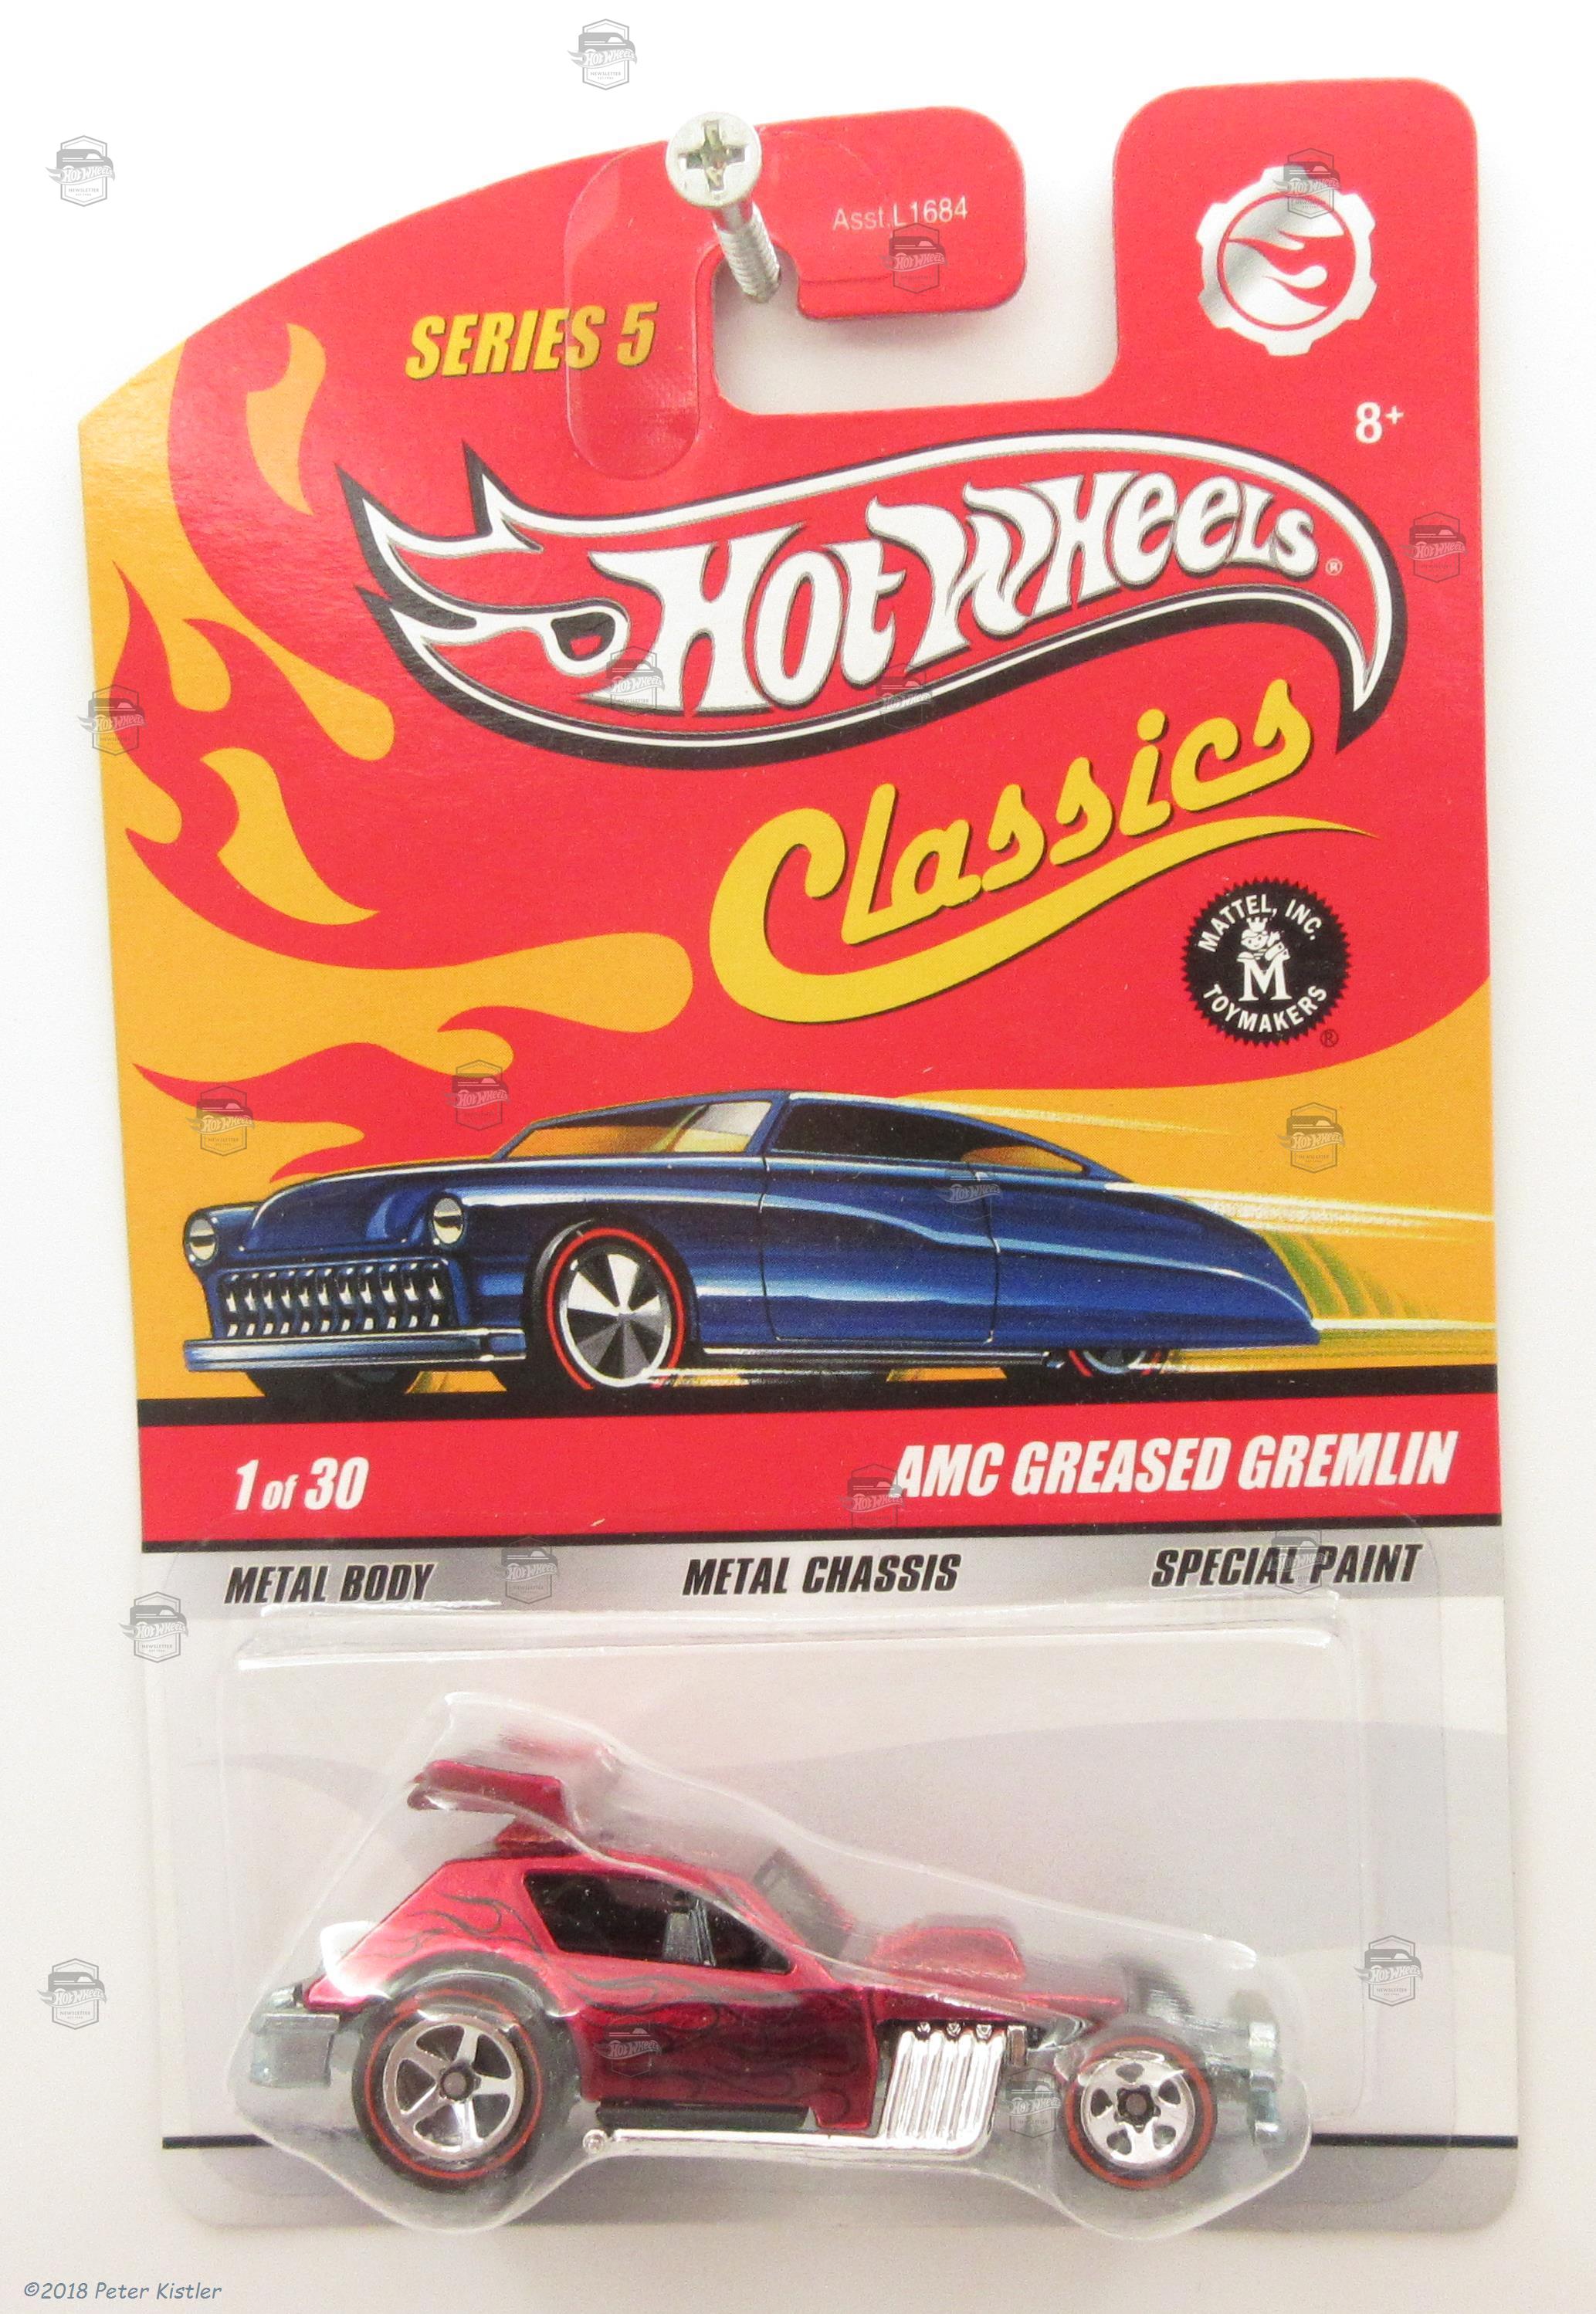 Asst.L1684
SERIES 5
8+
HOT WHEELS®
Classics
MATTEL, INC.
M
TOYMAKERS
®
1 of 30
AMC GREASED GREMLIN
METAL BODY
METAL CHASSIS
SPECIAL PAINT
©2018 Peter Kistler